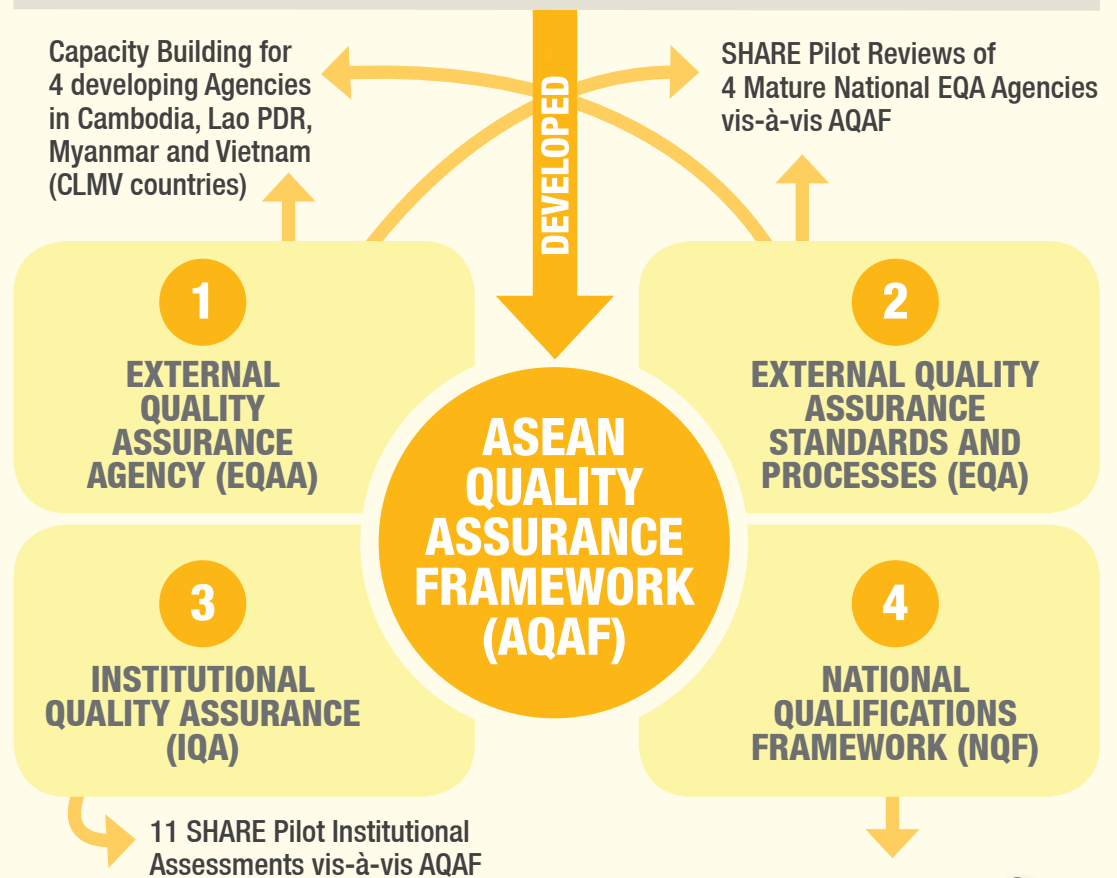 Capacity Building for
4 developing Agencies
in Cambodia, Lao PDR,
Myanmar and Vietnam
(CLMV countries)
DEVELOPED
SHARE Pilot Reviews of
4 Mature National EQA Agencies
vis-à-vis AQAF
1
EXTERNAL
QUALITY
ASSURANCE
AGENCY (EQAA)
2
EXTERNAL QUALITY
ASSURANCE
STANDARDS AND
PROCESSES (EQA)
ASEAN
QUALITY
ASSURANCE
FRAMEWORK
(AQAF)
3
INSTITUTIONAL
QUALITY ASSURANCE
(IQA)
4
NATIONAL
QUALIFICATIONS
FRAMEWORK (NQF)
11 SHARE Pilot Institutional
Assessments vis-à-vis AQAF